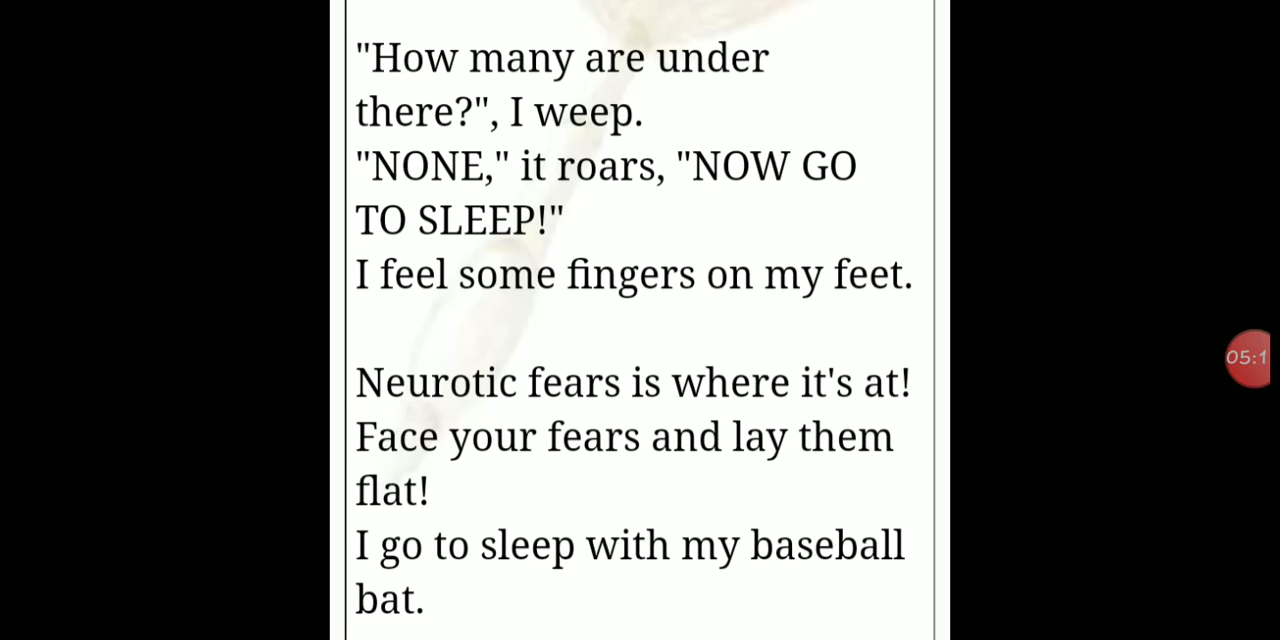 "How many are under
there?", I weep.
"NONE," it roars, "NOW GO
TO SLEEP!"
I feel some fingers on my feet.
Neurotic fears is where it's at!
Face your fears and lay them
flat!
I go to sleep with my baseball
bat.
05:1